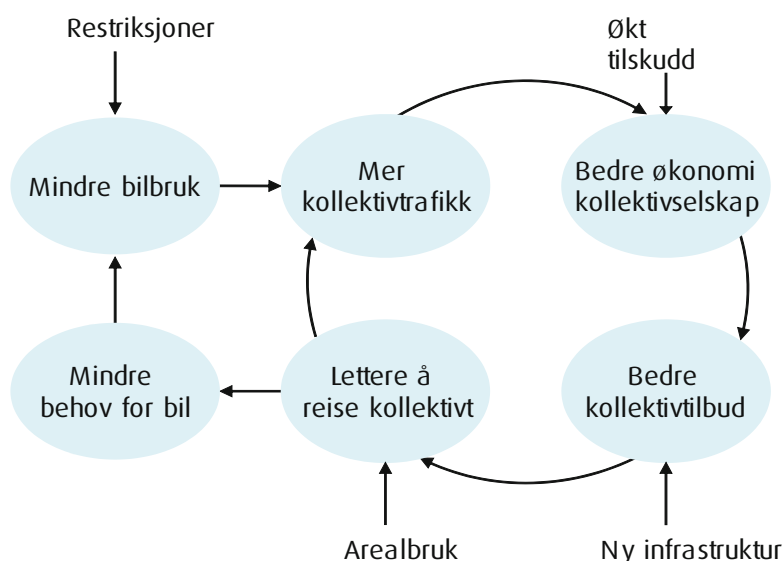 Restriksjoner
Økt
tilskudd
Mindre bilbruk
Mer
kollektivtrafikk
Bedre økonomi
kollektivselskap
Mindre
behov for bil
Lettere å
reise kollektivt
Bedre
kollektivtilbud
Arealbruk
Ny infrastruktur